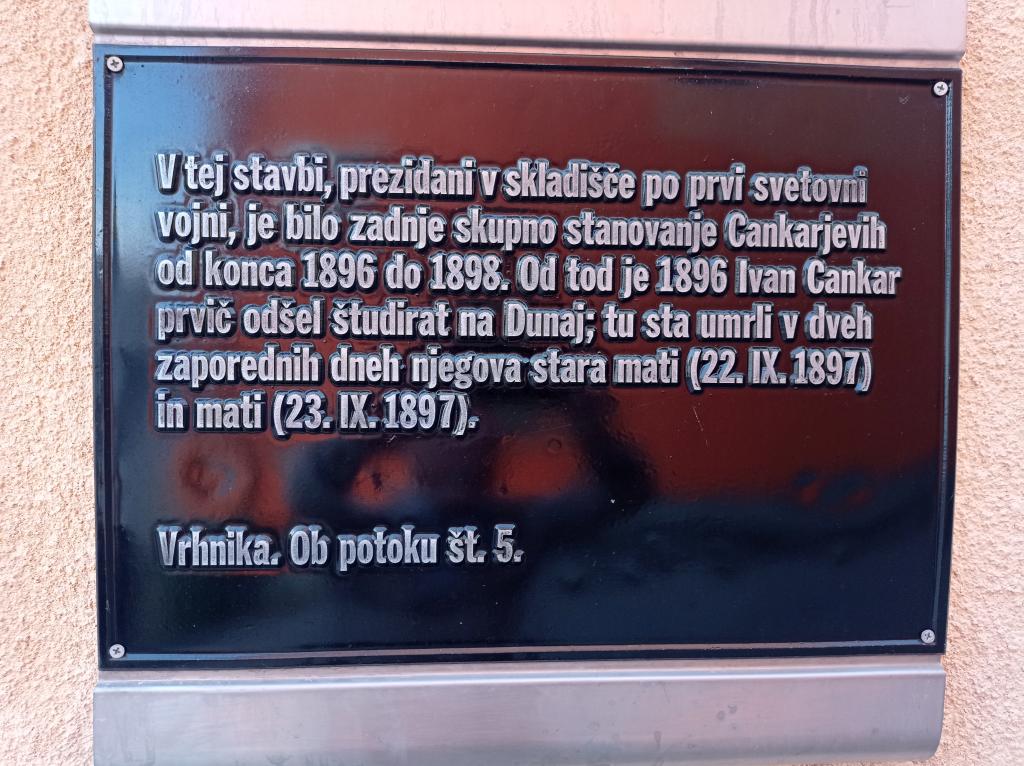 V tej stavbi, prezidani v skladišče po prvi svetovni
vojni, je bilo zadnje skupno stanovanje Cankarjevih
od konca 1896 do 1898. Od tod je 1896 Ivan Cankar
prvič odšel študirat na Dunaj; tu sta umrli v dveh
zaporednih dneh njegova stara mati (22. IX. 1897)
in mati (23. IX. 1897).
Vrhnika. Ob potoku št. 5.